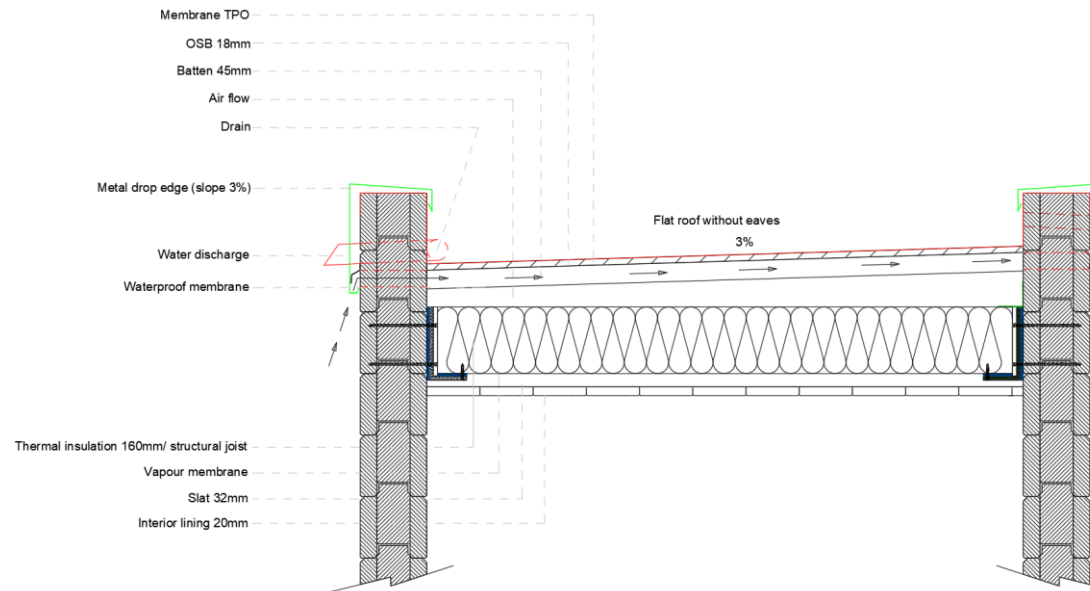 Membrane TPO
OSB 18mm
Batten 45mm
Air flow
Drain
Metal drop edge (slope 3%)
Flat roof without eaves
3%
Water discharge
Waterproof membrane
Thermal insulation 160mm/ structural joist
Vapour membrane
Slat 32mm
Interior lining 20mm